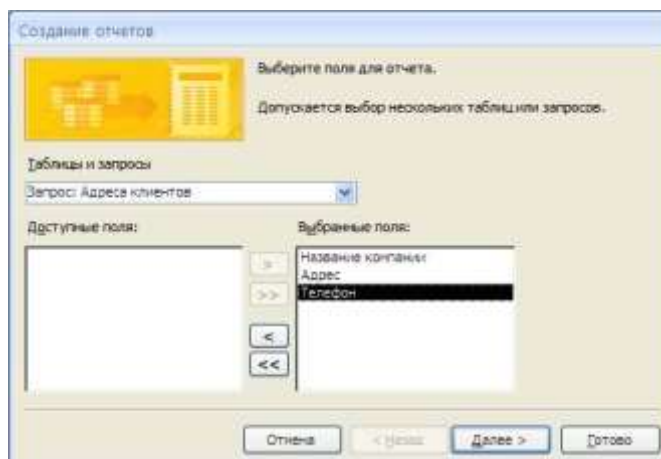 Создание отчетов
Выберите поля для отчета.
Допускается выбор нескольких таблиц или запросов.
Таблицы и запросы
Запрос: Адреса клиентов
Доступные поля:
Выбранные поля:
>
>>
<
<<
Название компании
Адрес
Телефон
Отмена
< Назад
Далее >
Готово